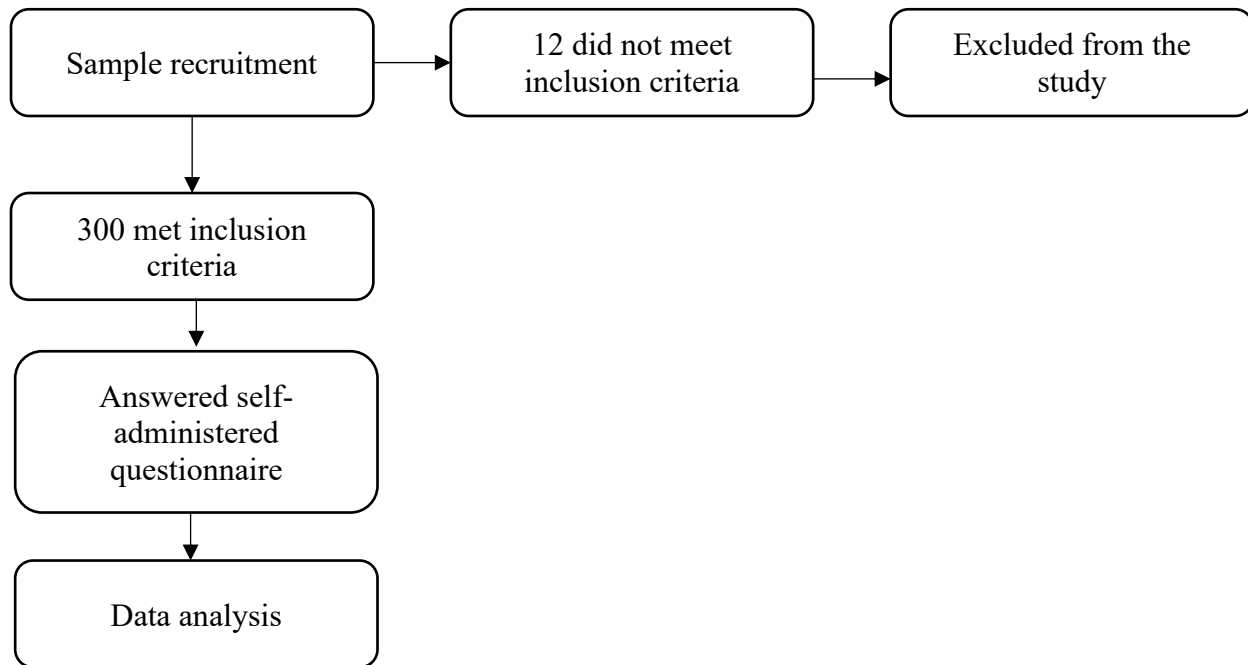 Sample recruitment
12 did not meet
inclusion criteria
Excluded from the
study
300 met inclusion
criteria
Answered self-
administered
questionnaire
Data analysis